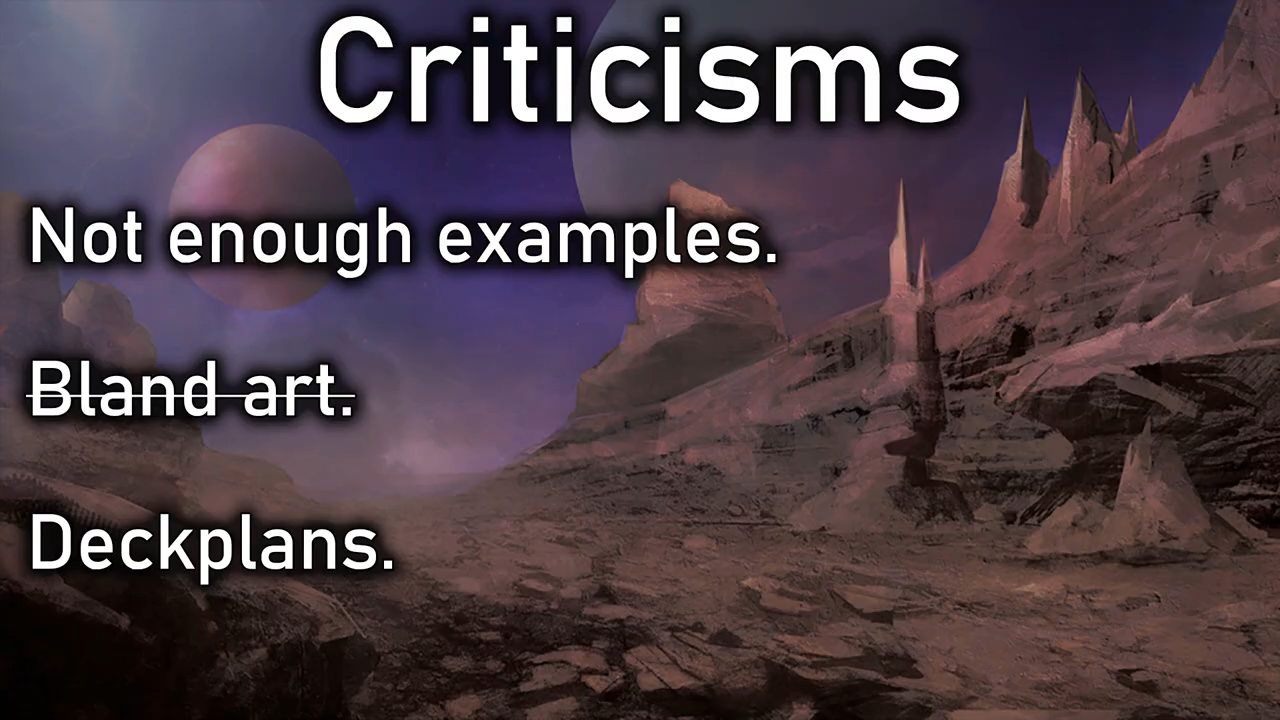 Criticisms
Not enough examples.
Bland art.
Deckplans.